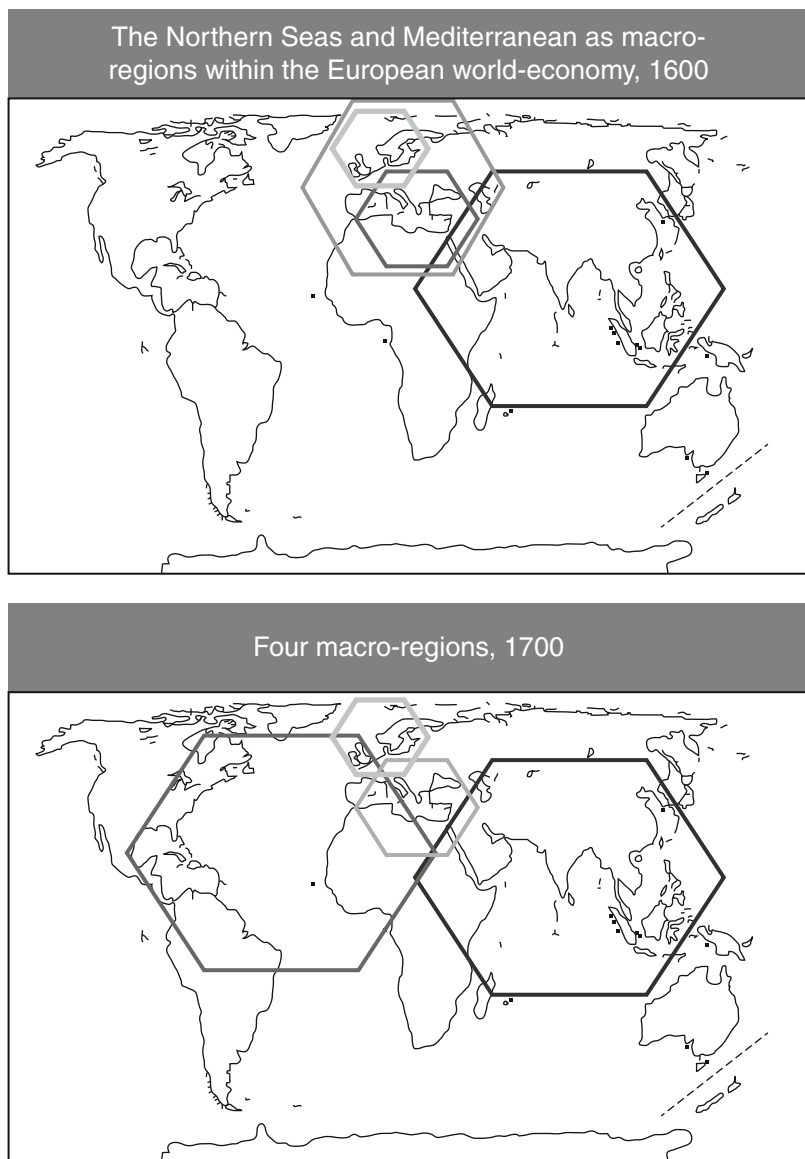 The Northern Seas and Mediterranean as macro-
regions within the European world-economy, 1600
Four macro-regions, 1700